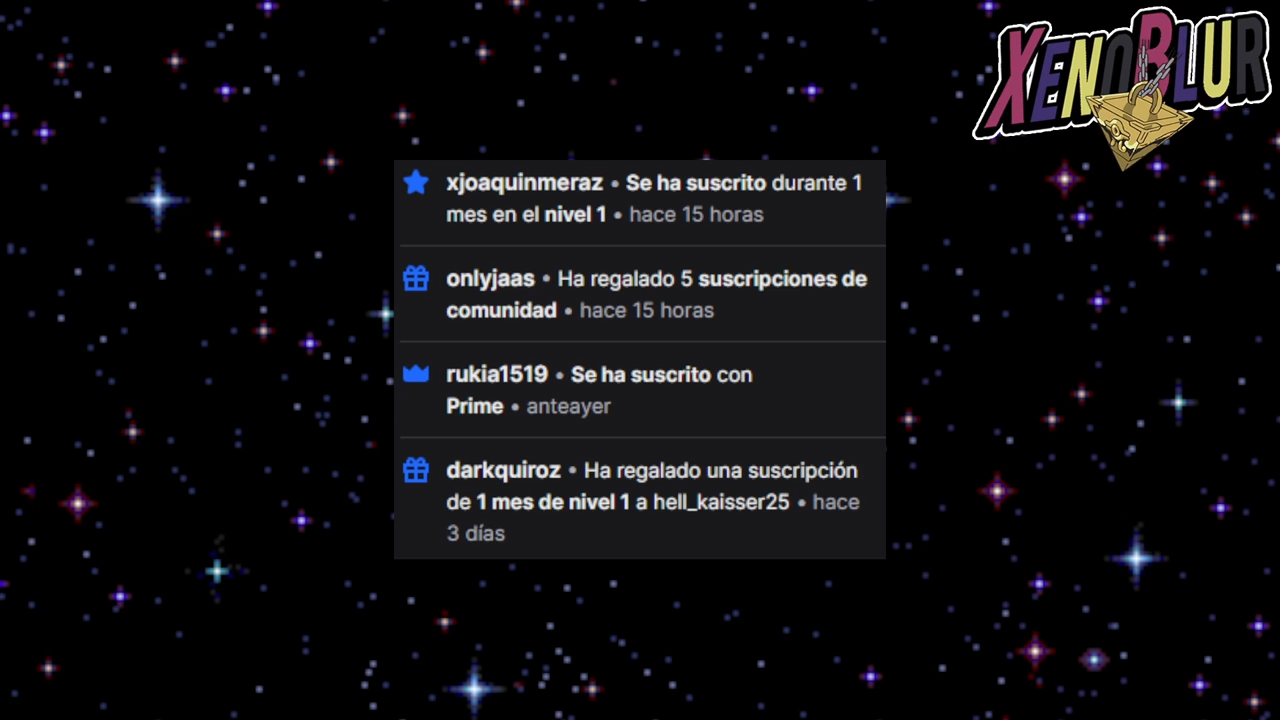 XENOBLUR
xjoaquinmeraz • Se ha suscrito durante 1
mes en el nivel 1 • hace 15 horas
onlyjaas • Ha regalado 5 suscripciones de
comunidad • hace 15 horas
rukia1519 • Se ha suscrito con
Prime • anteayer
darkquiroz • Ha regalado una suscripción
de 1 mes de nivel 1 a hell_kaisser25 • hace
3 días